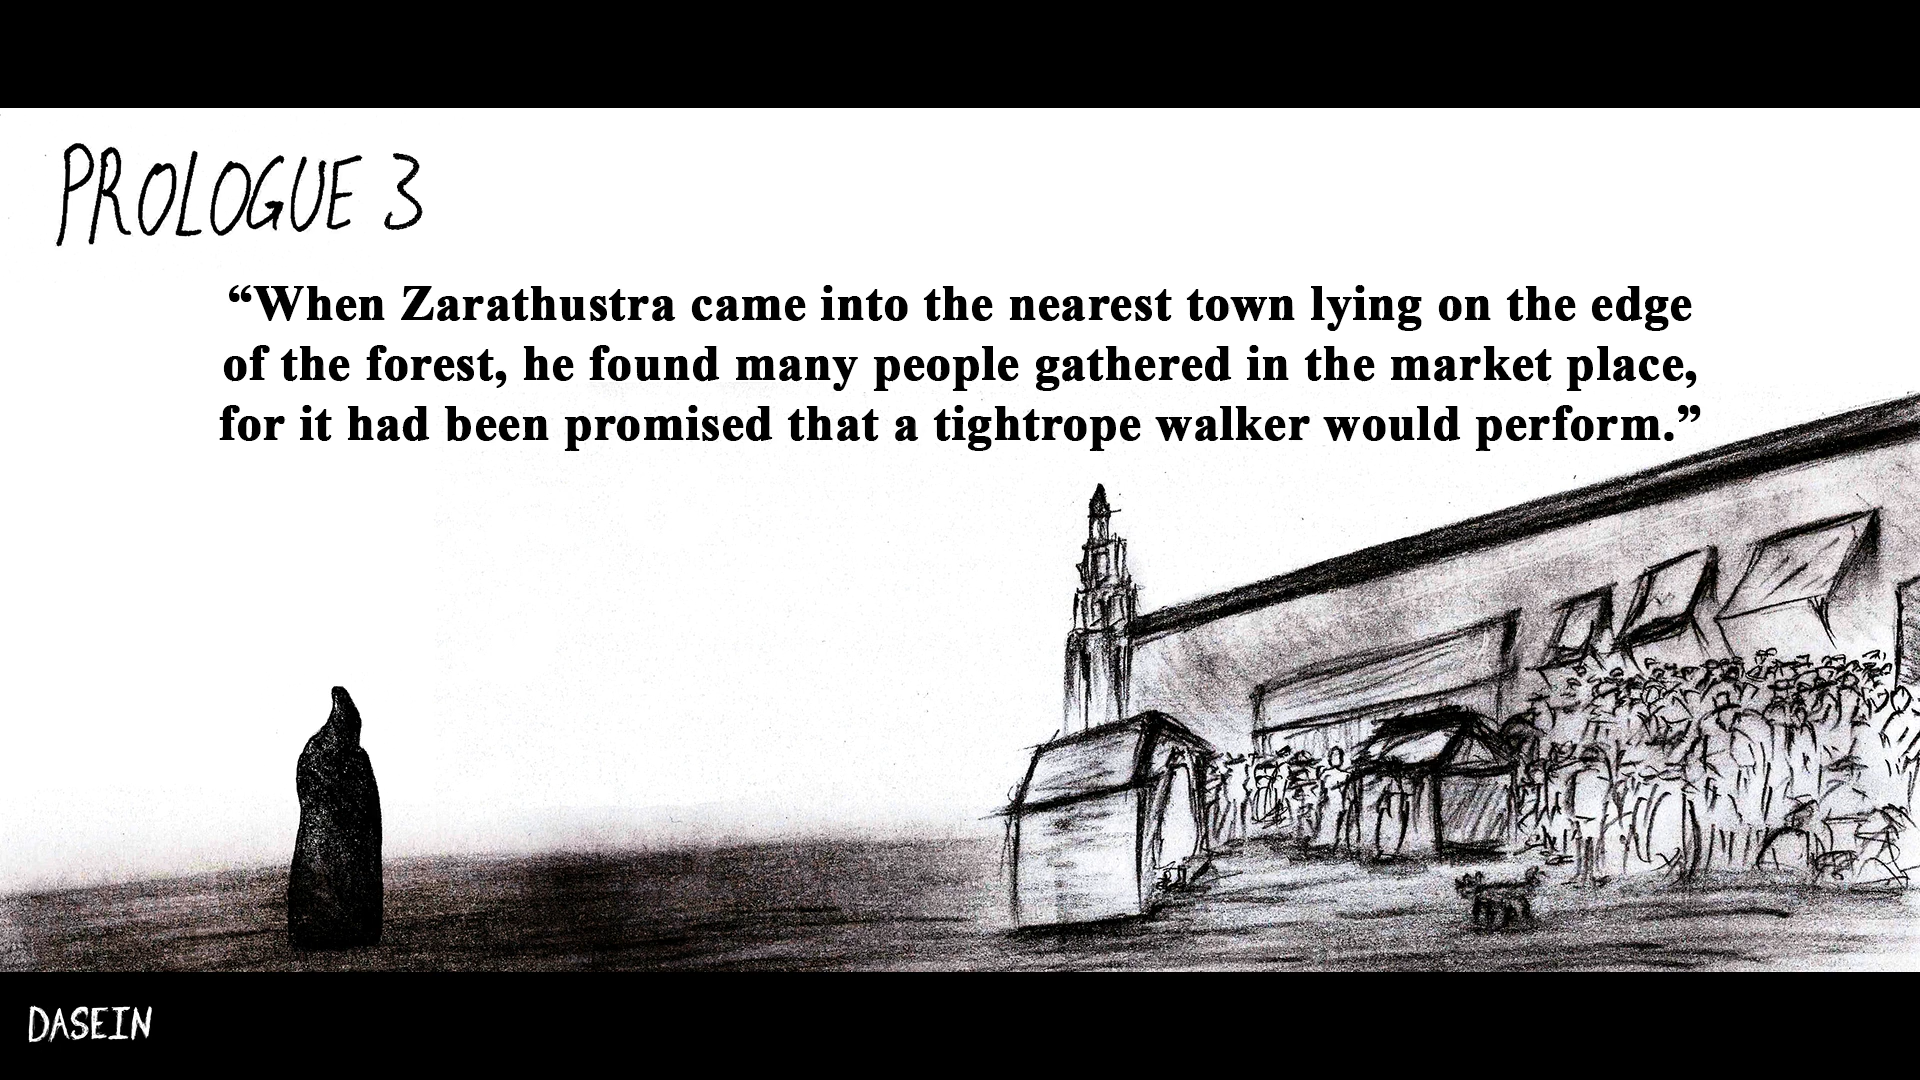 PROLOGUE 3
“When Zarathustra came into the nearest town lying on the edge
of the forest, he found many people gathered in the market place,
for it had been promised that a tightrope walker would perform.”
DASEIN